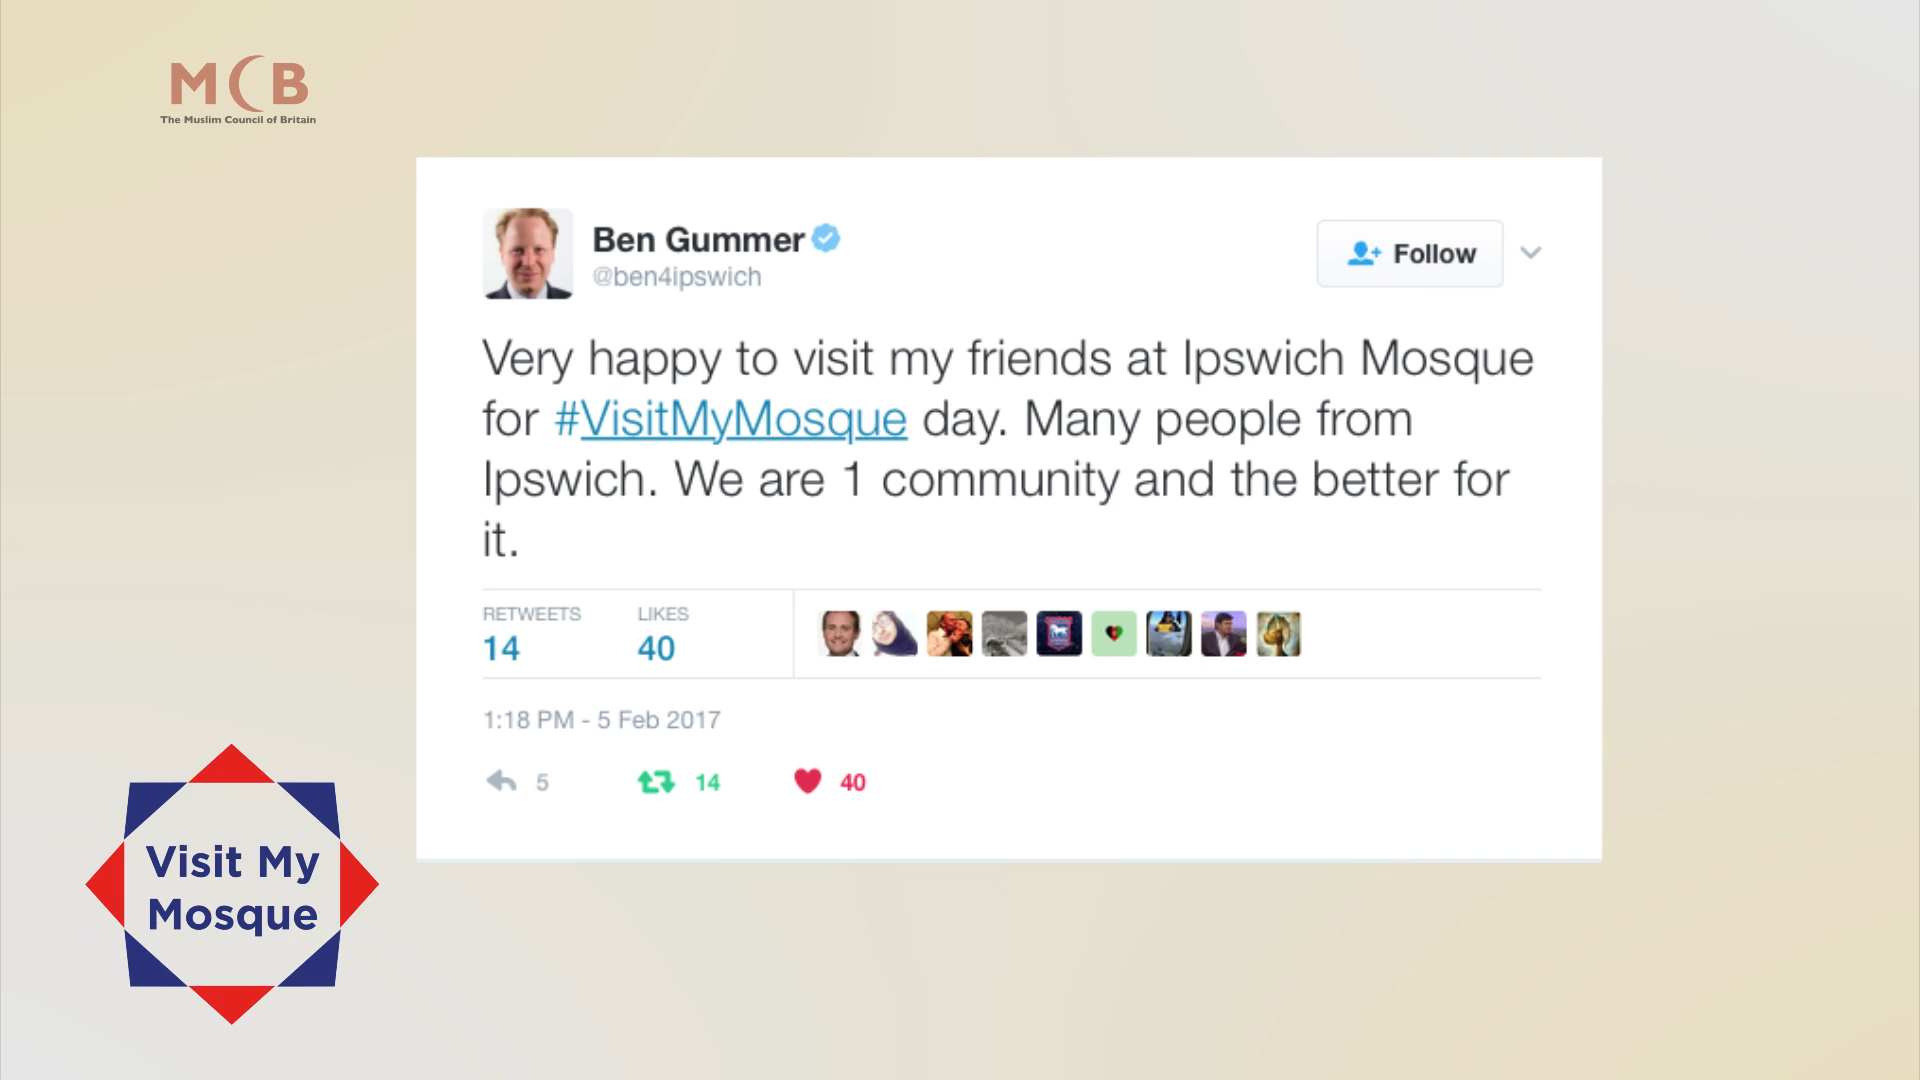 MCB
The Muslim Council of Britain
Ben Gummer
@ben4ipswich
Follow
Very happy to visit my friends at Ipswich Mosque
for #VisitMyMosque day. Many people from
Ipswich. We are 1 community and the better for
it.
RETWEETS LIKES
14 40
1:18 PM - 5 Feb 2017
5 14 40
Visit My
Mosque